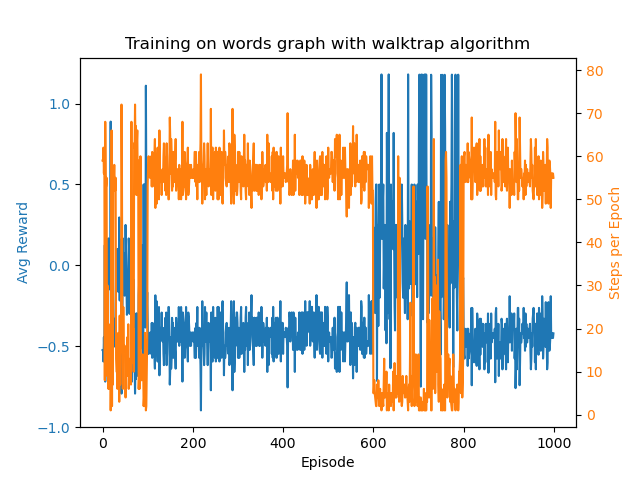 Training on words graph with walktrap algorithm
1.0
0.5
0.0
−0.5
−1.0
Avg Reward
80
70
60
50
40
30
20
10
0
Steps per Epoch
0 200 400 600 800 1000
Episode